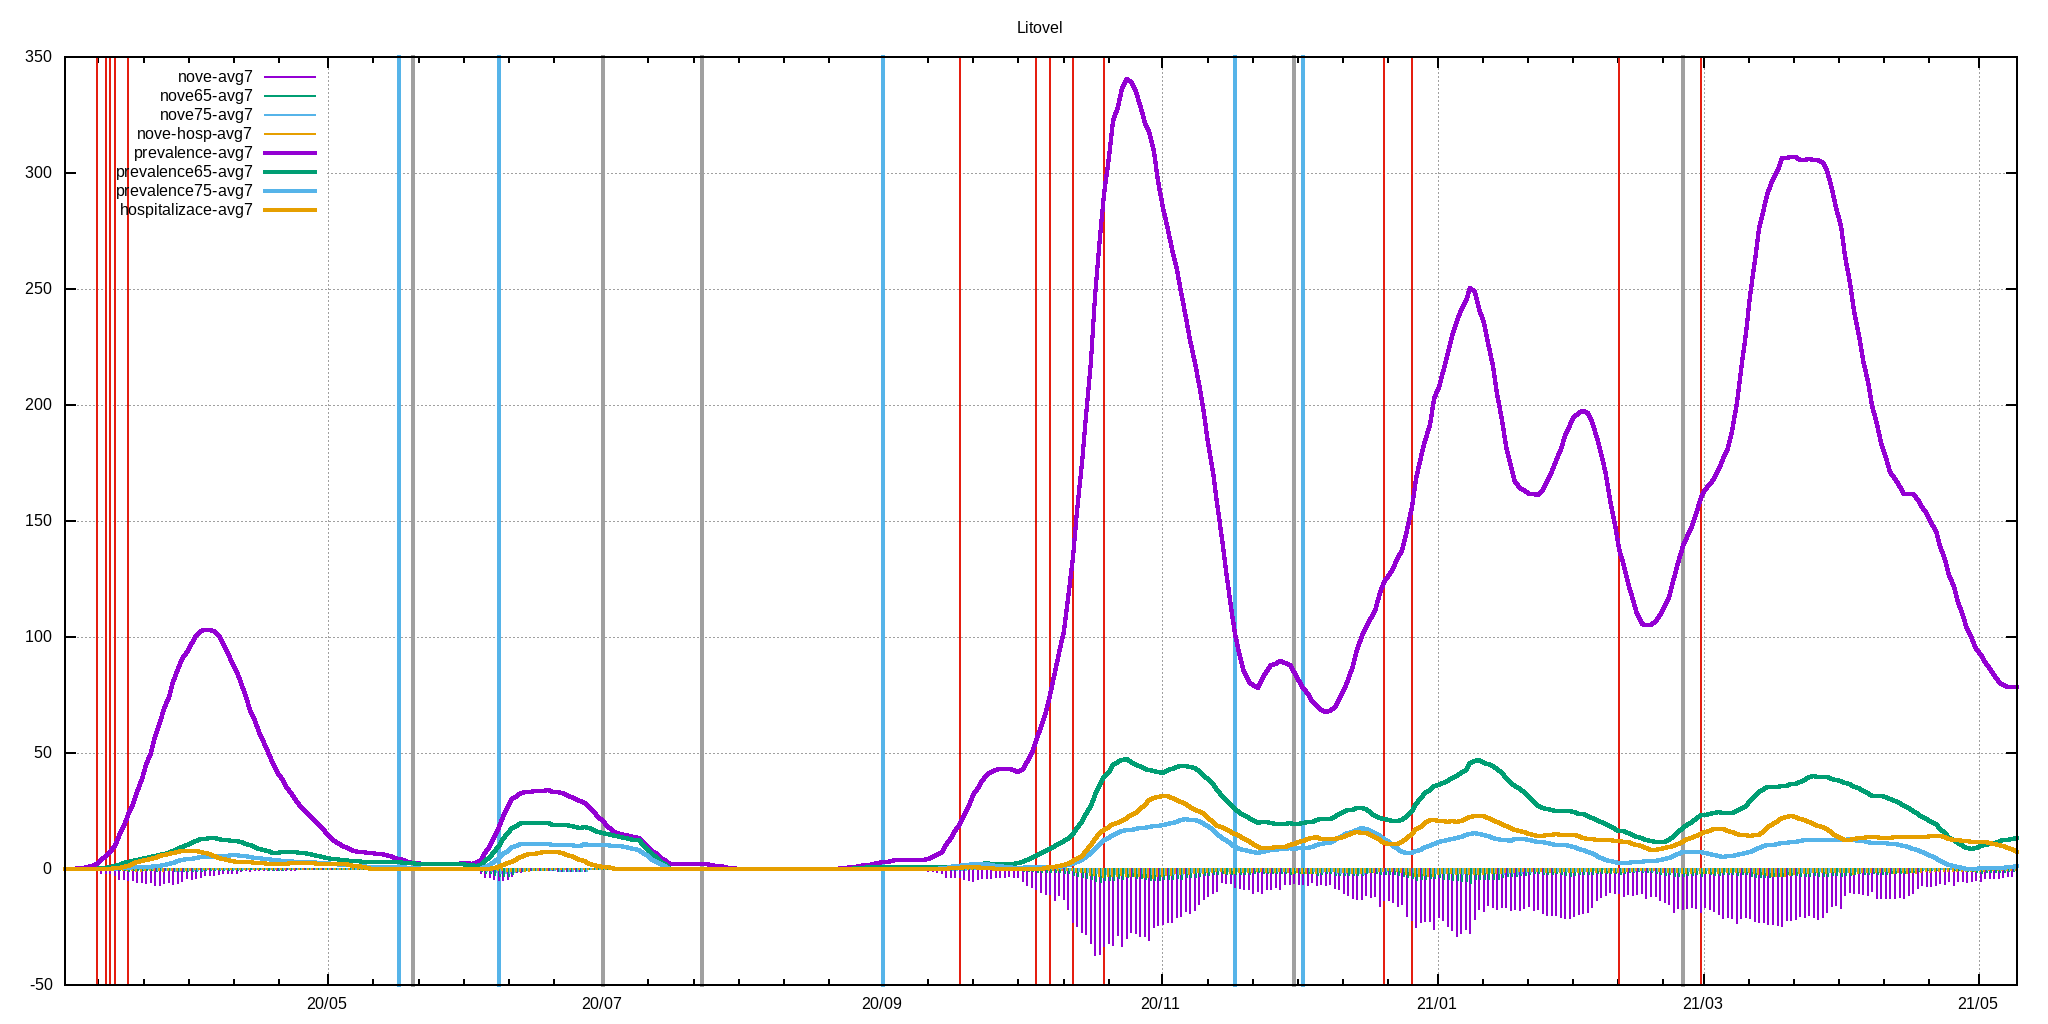 Litovel
350
300
250
200
150
100
50
0
-50
nove-avg7
nove65-avg7
nove75-avg7
nove-hosp-avg7
prevalence-avg7
prevalence65-avg7
prevalence75-avg7
hospitalizace-avg7
20/05 20/07 20/09 20/11 21/01 21/03 21/05